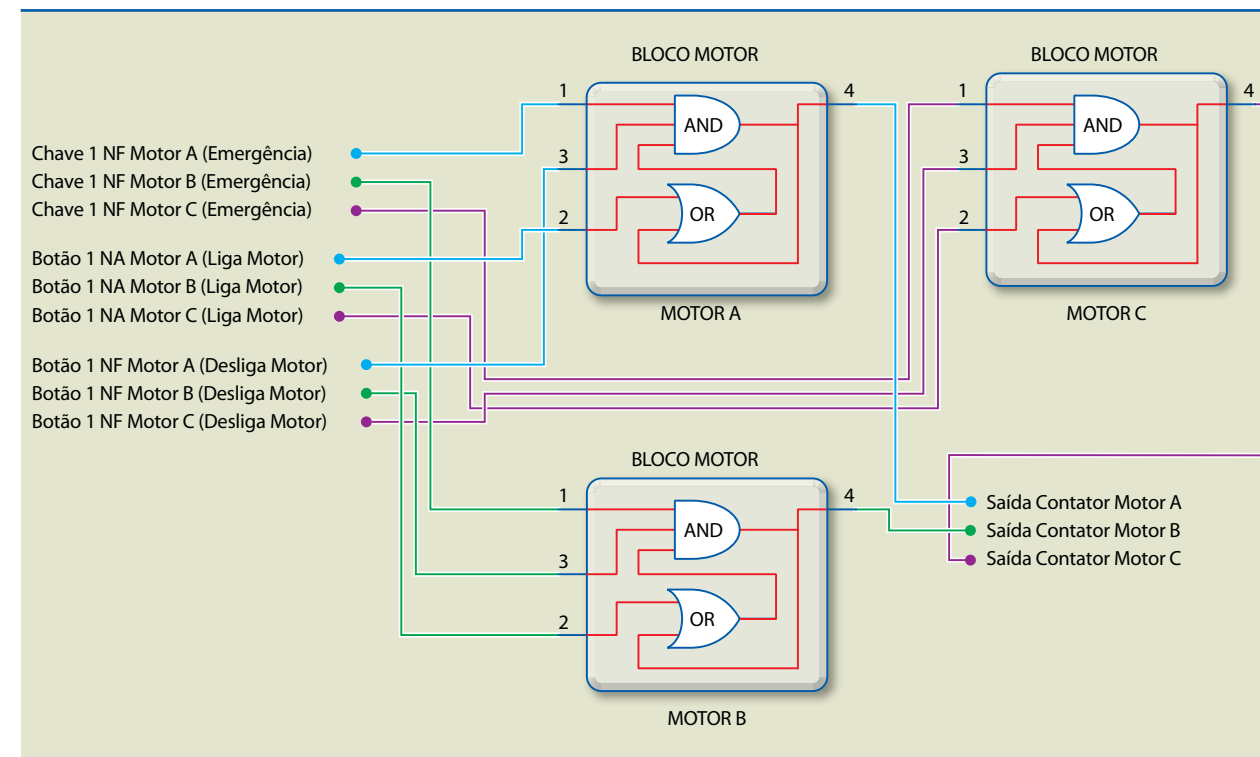 BLOCO MOTOR
1
4
AND
3
OR
2
MOTOR A
BLOCO MOTOR
1
4
AND
3
OR
2
MOTOR C
Chave 1 NF Motor A (Emergência)
Chave 1 NF Motor B (Emergência)
Chave 1 NF Motor C (Emergência)
Botão 1 NA Motor A (Liga Motor)
Botão 1 NA Motor B (Liga Motor)
Botão 1 NA Motor C (Liga Motor)
Botão 1 NF Motor A (Desliga Motor)
Botão 1 NF Motor B (Desliga Motor)
Botão 1 NF Motor C (Desliga Motor)
BLOCO MOTOR
1
4
AND
3
OR
2
MOTOR B
Saída Contator Motor A
Saída Contator Motor B
Saída Contator Motor C